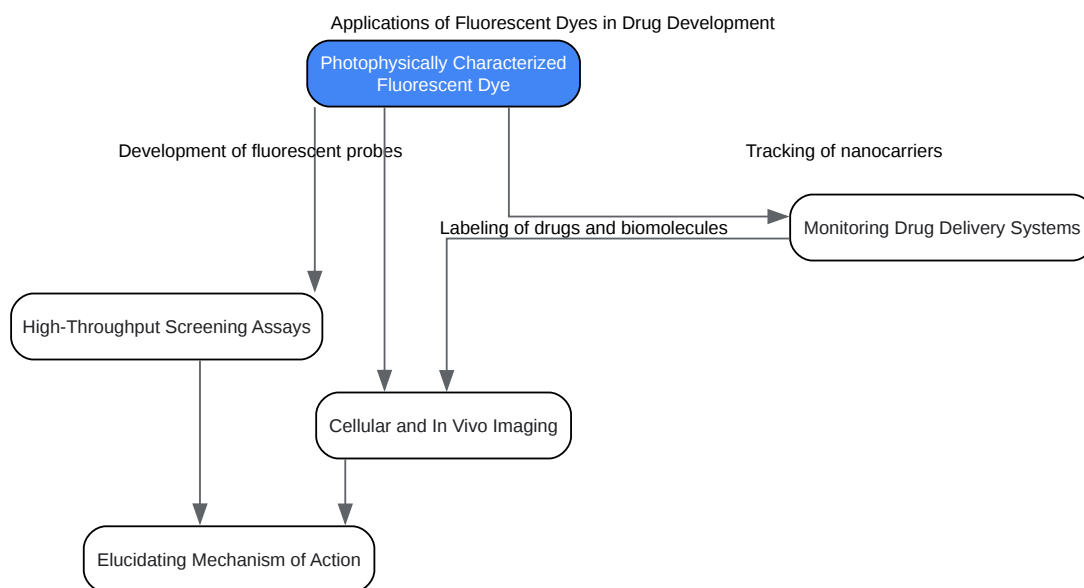 Applications of Fluorescent Dyes in Drug Development
Photophysically Characterized
Fluorescent Dye
Development of fluorescent probes
Tracking of nanocarriers
Labeling of drugs and biomolecules
Monitoring Drug Delivery Systems
High-Throughput Screening Assays
Cellular and In Vivo Imaging
Elucidating Mechanism of Action